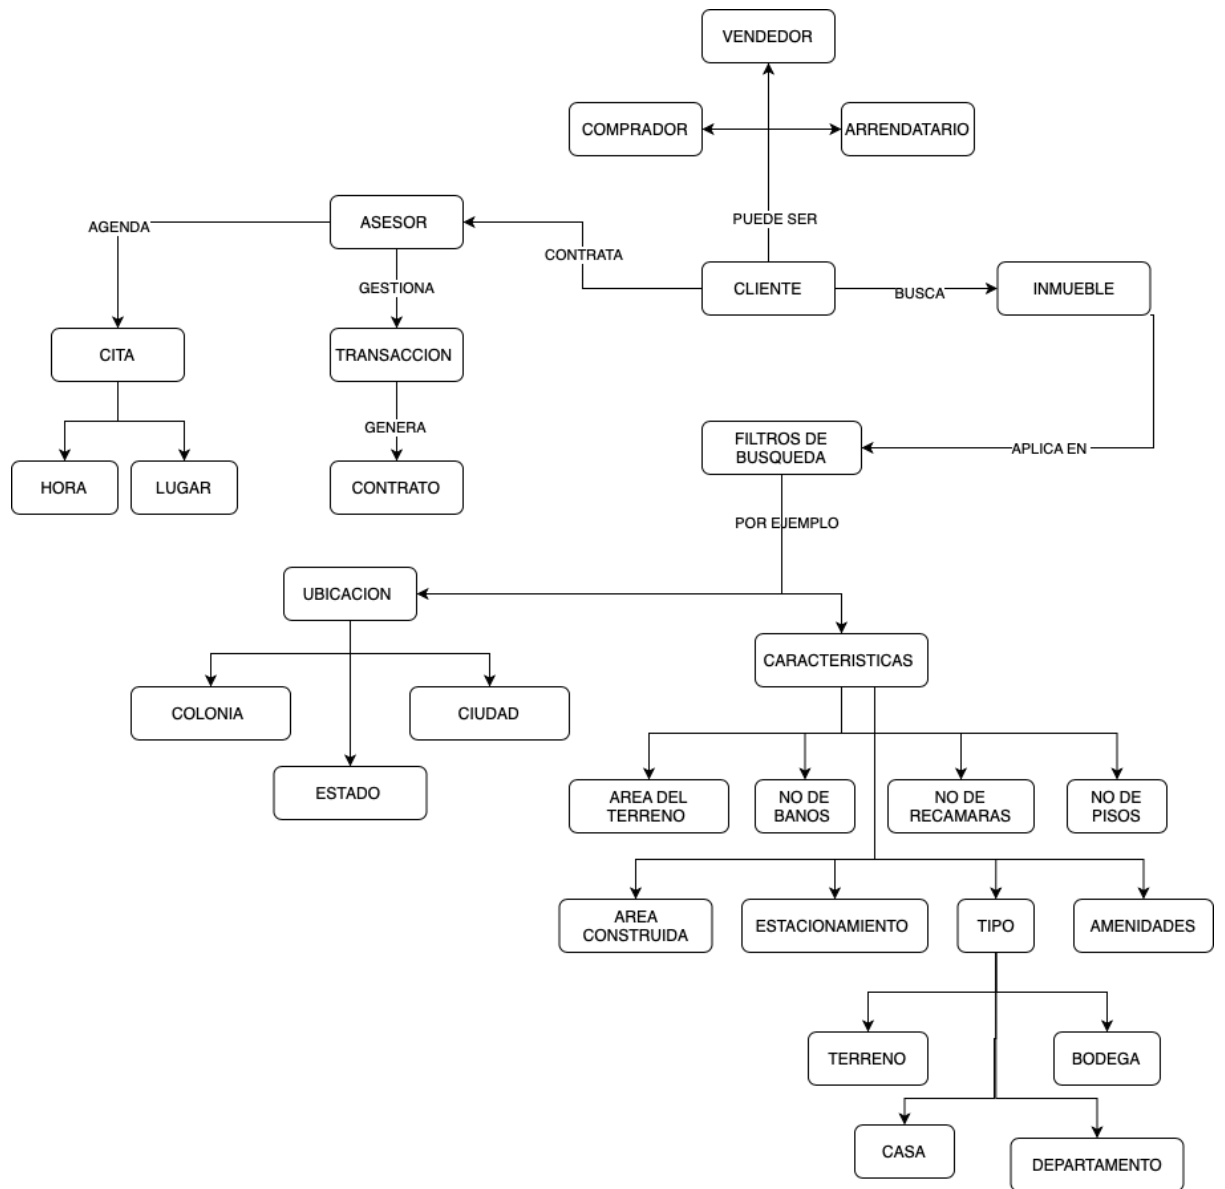 VENDEDOR
COMPRADOR
ARRENDATARIO
PUEDE SER
ASESOR
AGENDA
CONTRATA
GESTIONA
CLIENTE
BUSCA
INMUEBLE
CITA
TRANSACCION
GENERA
HORA
LUGAR
CONTRATO
FILTROS DE
BUSQUEDA
APLICA EN
POR EJEMPLO
UBICACION
CARACTERISTICAS
COLONIA
CIUDAD
ESTADO
AREA DEL
TERRENO
NO DE
BANOS
NO DE
RECAMARAS
NO DE
PISOS
AREA
CONSTRUIDA
ESTACIONAMIENTO
TIPO
AMENIDADES
TERRENO
BODEGA
CASA
DEPARTAMENTO